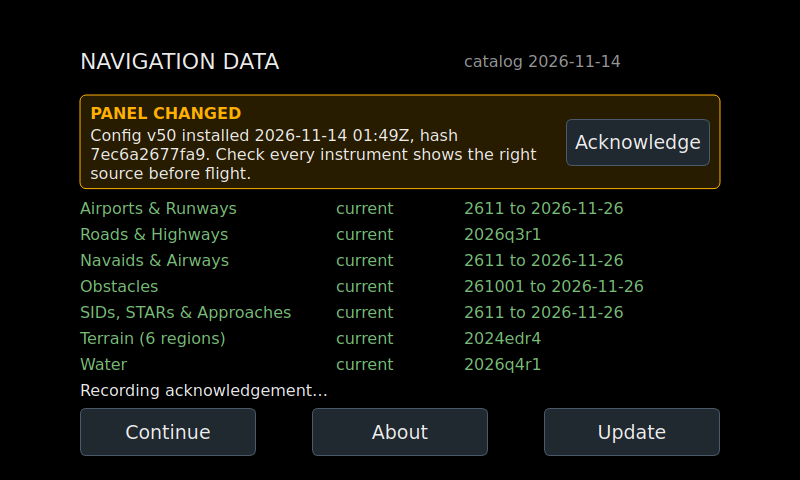 NAVIGATION DATA catalog 2026-11-14
PANEL CHANGED
Config v50 installed 2026-11-14 01:49Z, hash
7ec6a2677fa9. Check every instrument shows the right
source before flight.
Acknowledge
Airports & Runways current 2611 to 2026-11-26
Roads & Highways current 2026q3r1
Navaids & Airways current 2611 to 2026-11-26
Obstacles current 261001 to 2026-11-26
SIDs, STARs & Approaches current 2611 to 2026-11-26
Terrain (6 regions) current 2024edr4
Water current 2026q4r1
Recording acknowledgement…
Continue About Update